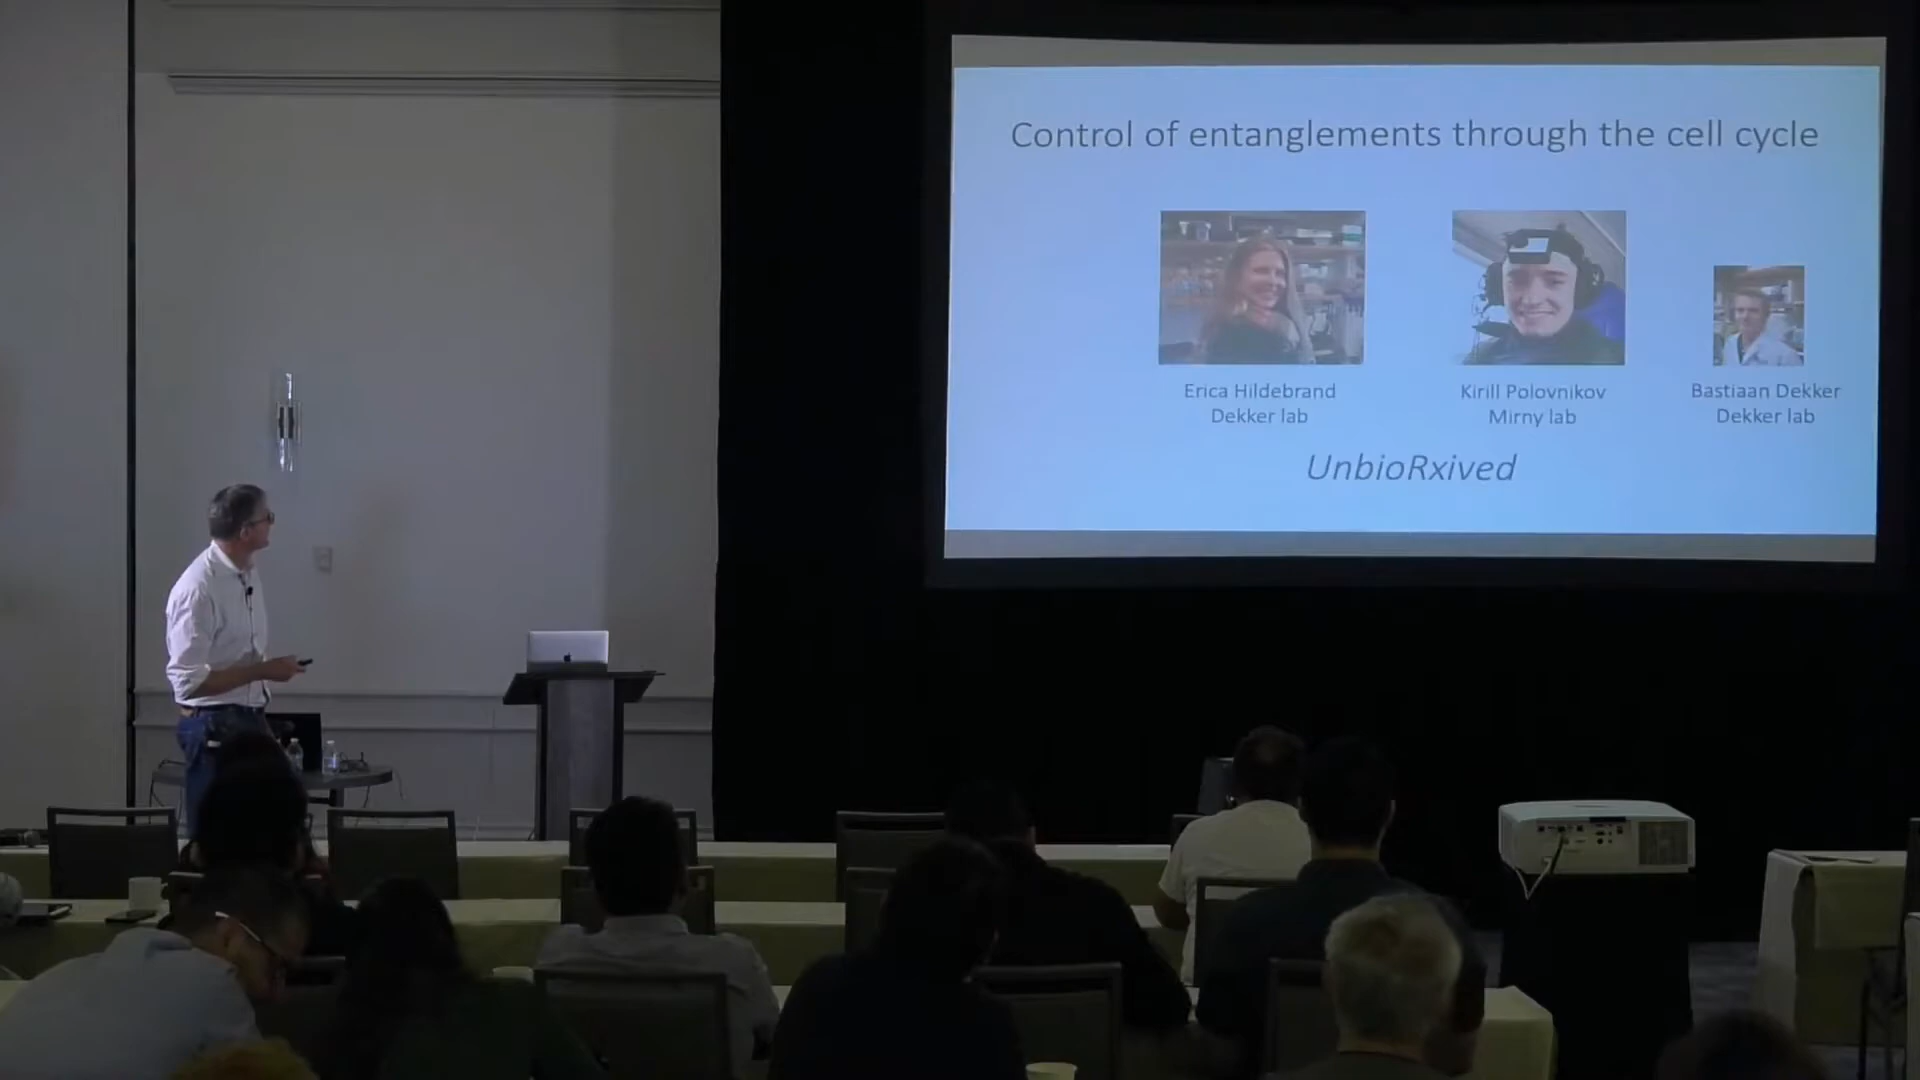 Control of entanglements through the cell cycle
Erica Hildebrand
Dekker lab
Kirill Polovnikov
Mirny lab
Bastiaan Dekker
Dekker lab
UnbioRxived